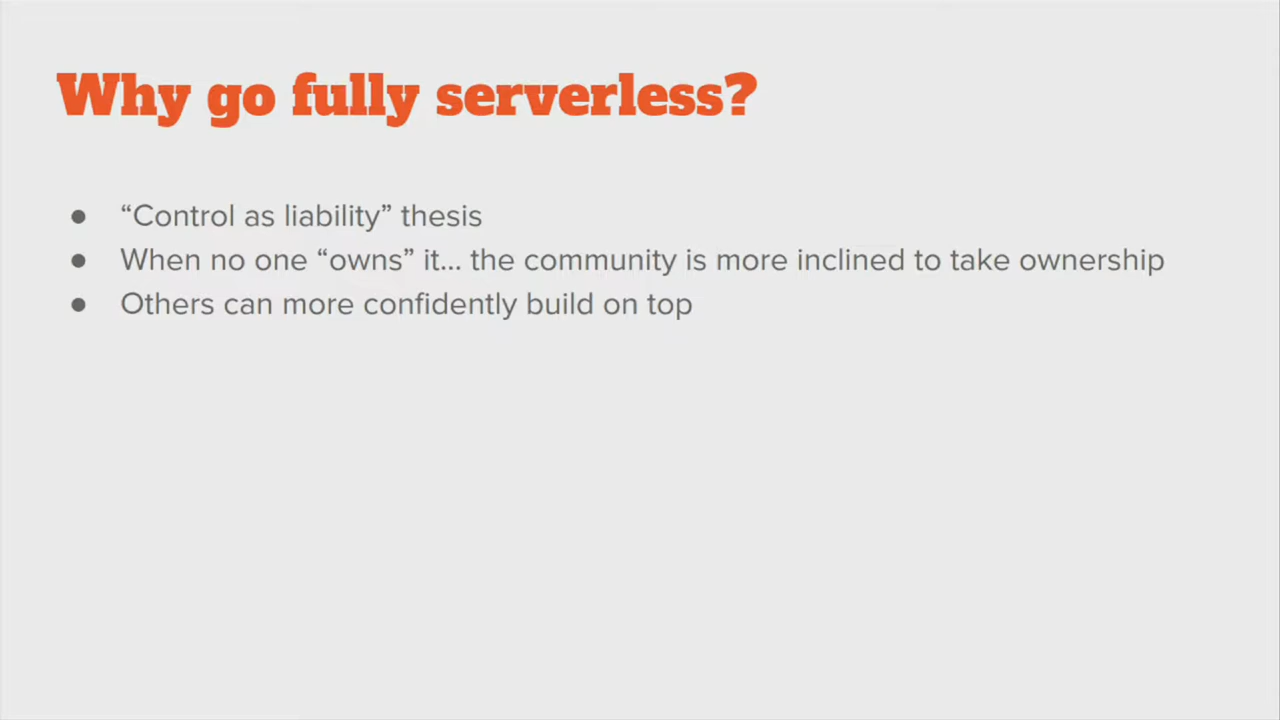 Why go fully serverless?
● “Control as liability” thesis
● When no one “owns” it... the community is more inclined to take ownership
● Others can more confidently build on top